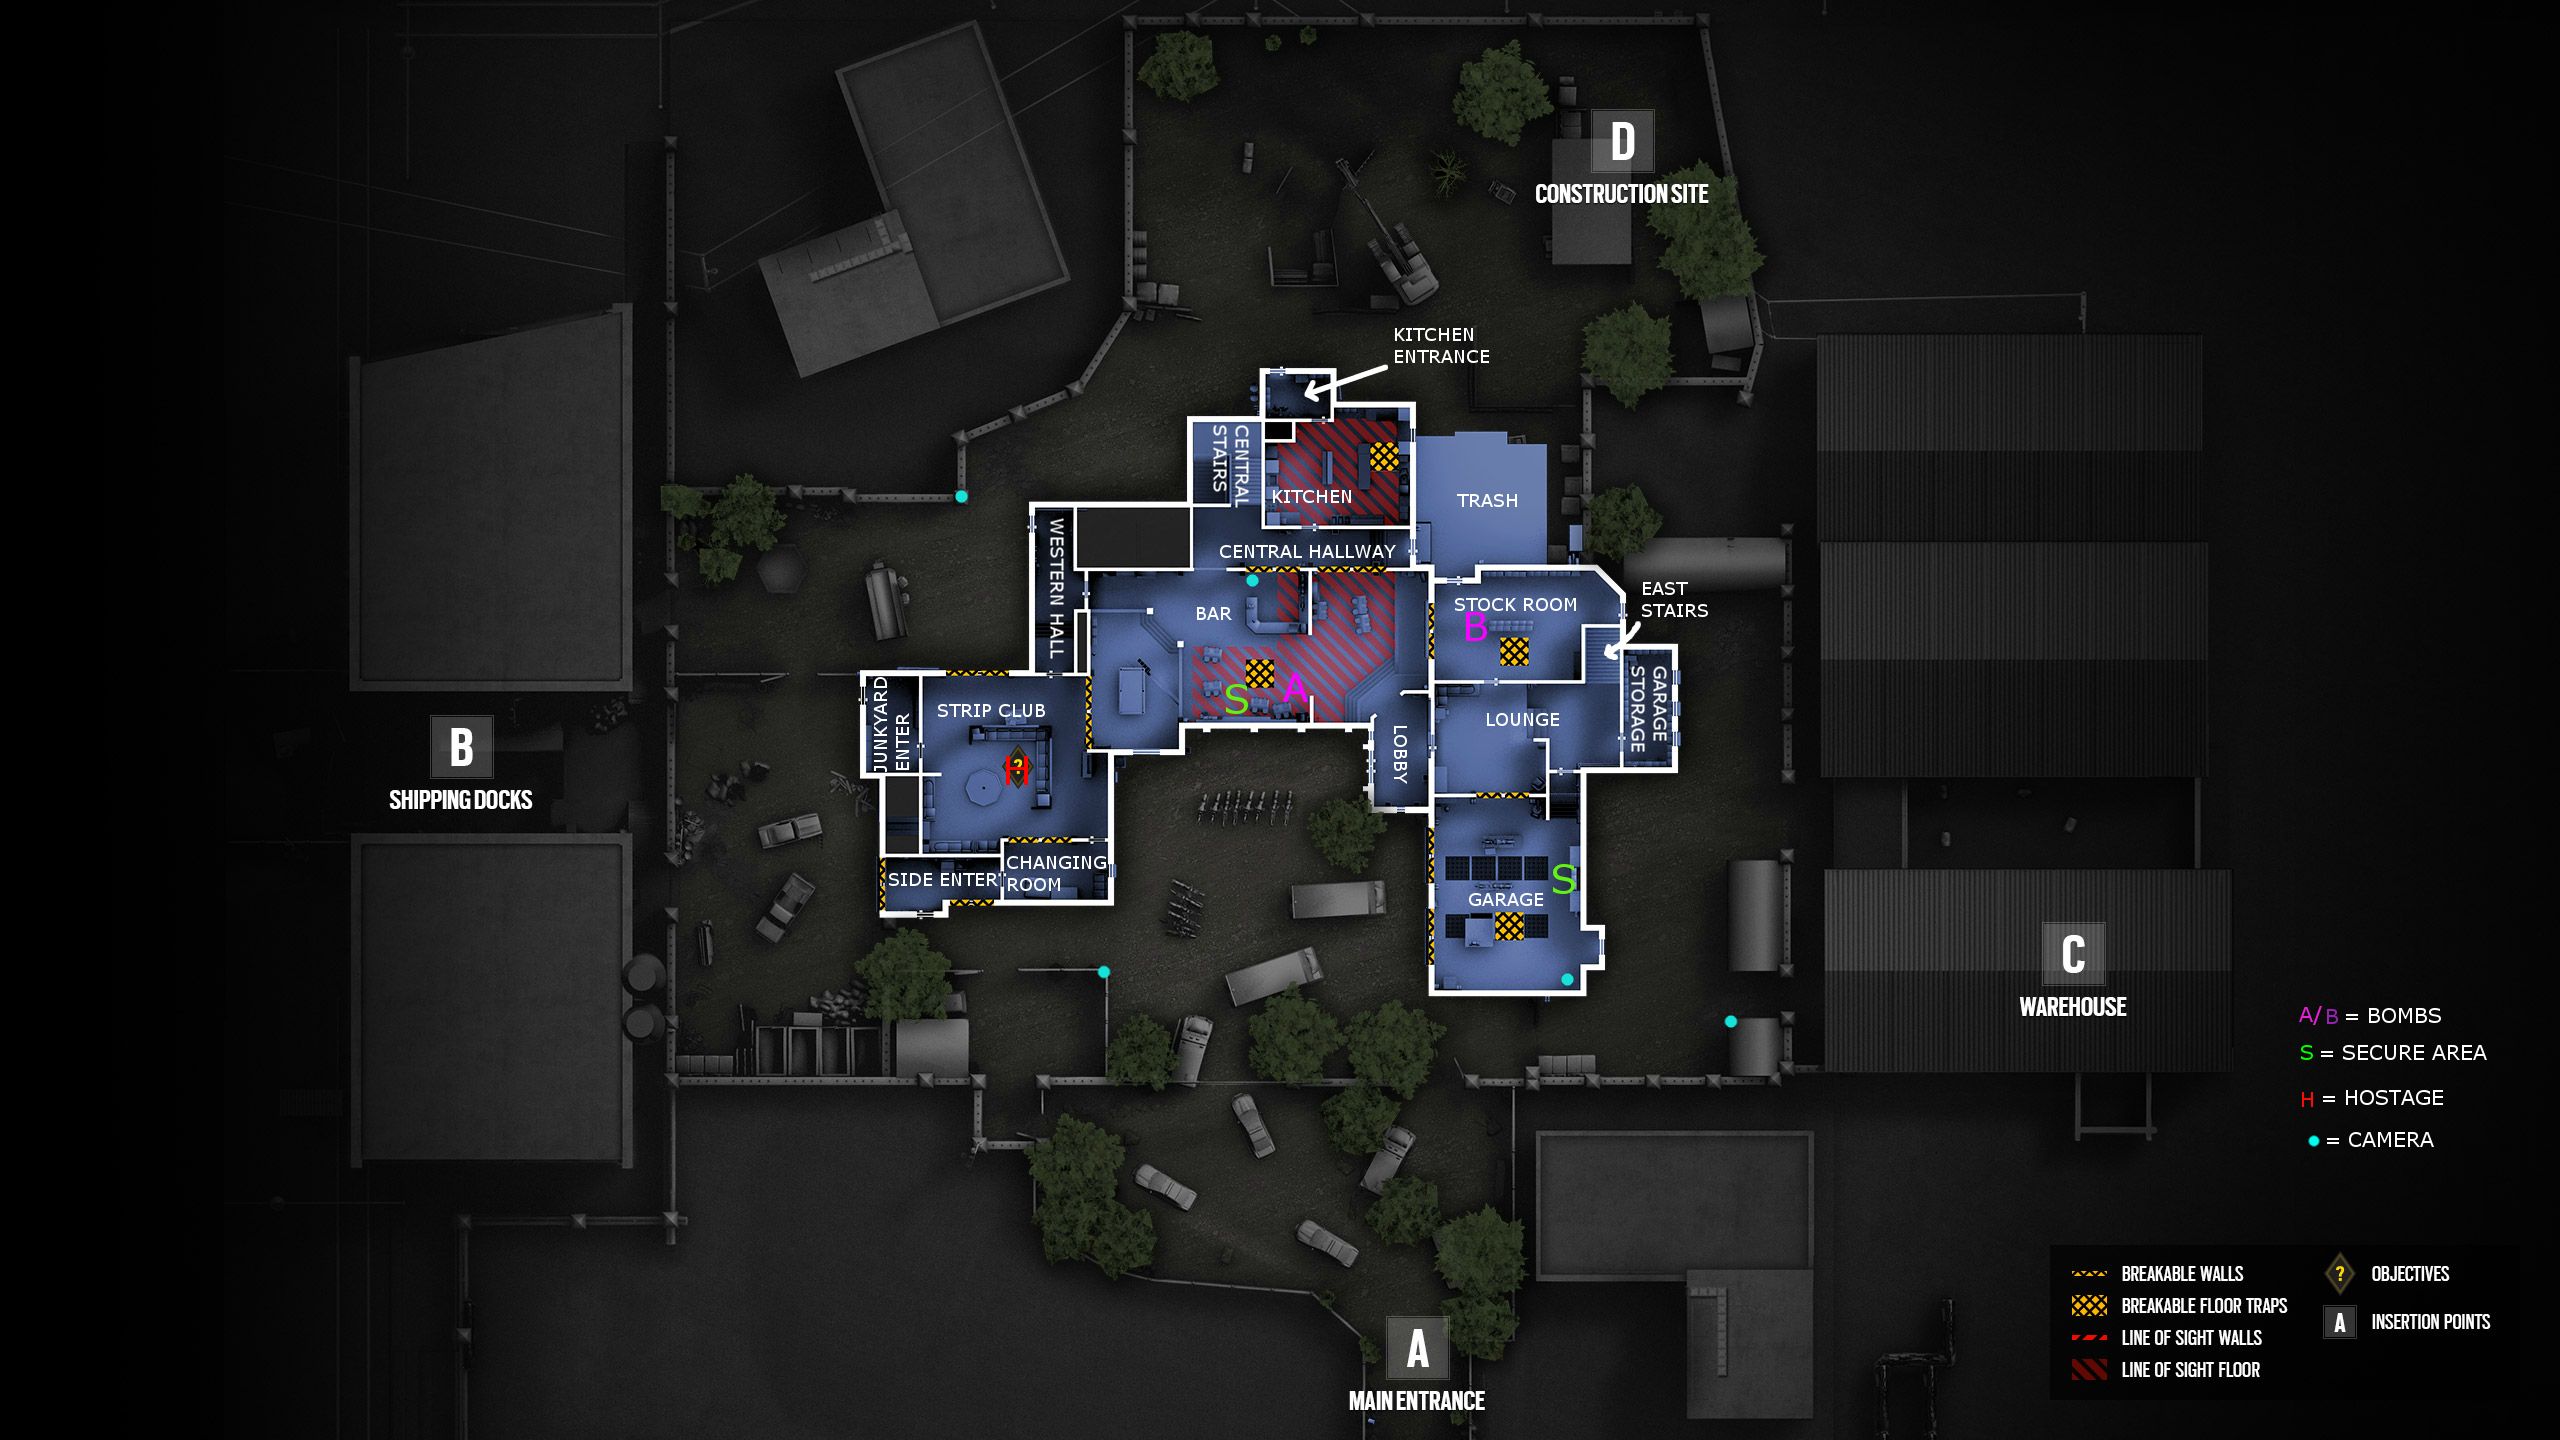 D
CONSTRUCTION SITE
KITCHEN
ENTRANCE
CENTRAL
STAIRS
KITCHEN
TRASH
WESTERN HALL
CENTRAL HALLWAY
EAST
STAIRS
STOCK ROOM
BAR
B
GARAGE
STORAGE
JUNKYARD
ENTER
STRIP CLUB
S
A
LOUNGE
LOBBY
B
SHIPPING DOCKS
?
H
CHANGING
ROOM
SIDE ENTER
S
GARAGE
C
WAREHOUSE
A/B = BOMBS
S = SECURE AREA
H = HOSTAGE
= CAMERA
A
MAIN ENTRANCE
BREAKABLE WALLS
BREAKABLE FLOOR TRAPS
LINE OF SIGHT WALLS
LINE OF SIGHT FLOOR
? OBJECTIVES
A INSERTION POINTS